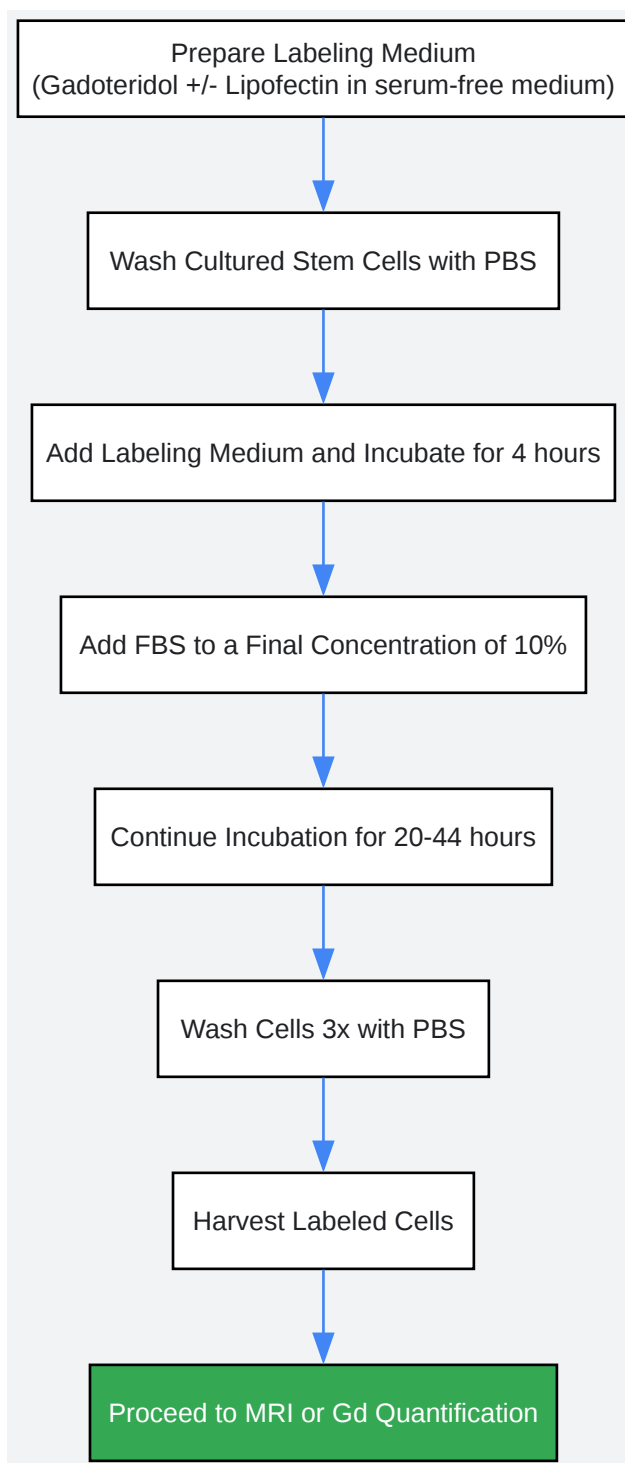 Prepare Labeling Medium
(Gadoteridol +/- Lipofectin in serum-free medium)
Wash Cultured Stem Cells with PBS
Add Labeling Medium and Incubate for 4 hours
Add FBS to a Final Concentration of 10%
Continue Incubation for 20-44 hours
Wash Cells 3x with PBS
Harvest Labeled Cells
Proceed to MRI or Gd Quantification